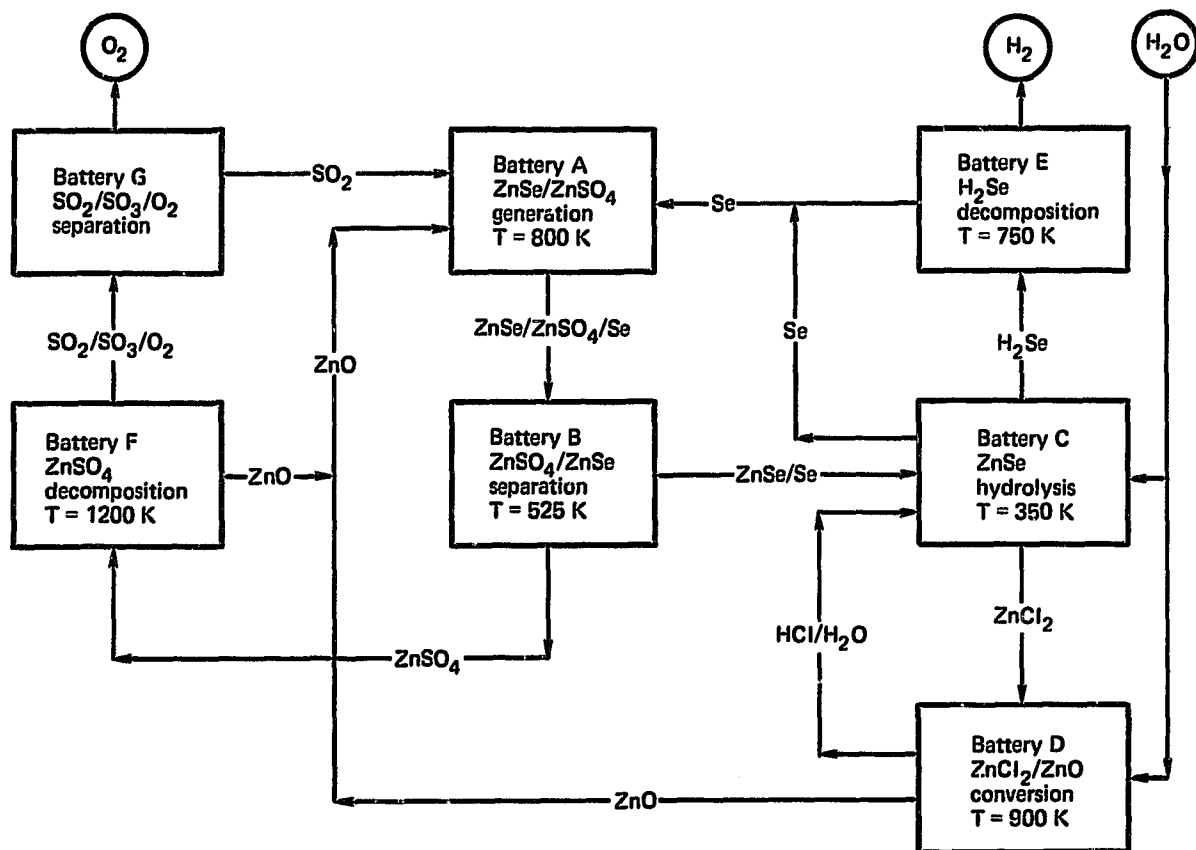 O2
H2
H2O
Battery G
SO2/SO3/O2
separation
SO2
Battery A
ZnSe/ZnSO4
generation
T = 800 K
Se
Battery E
H2Se
decomposition
T = 750 K
SO2/SO3/O2
ZnO
ZnSe/ZnSO4/Se
Se
H2Se
Battery F
ZnSO4
decomposition
T = 1200 K
ZnO
Battery B
ZnSO4/ZnSe
separation
T = 525 K
ZnSe/Se
Battery C
ZnSe
hydrolysis
T = 350 K
ZnSO4
HCl/H2O
ZnCl2
Battery D
ZnCl2/ZnO
conversion
T = 900 K
ZnO